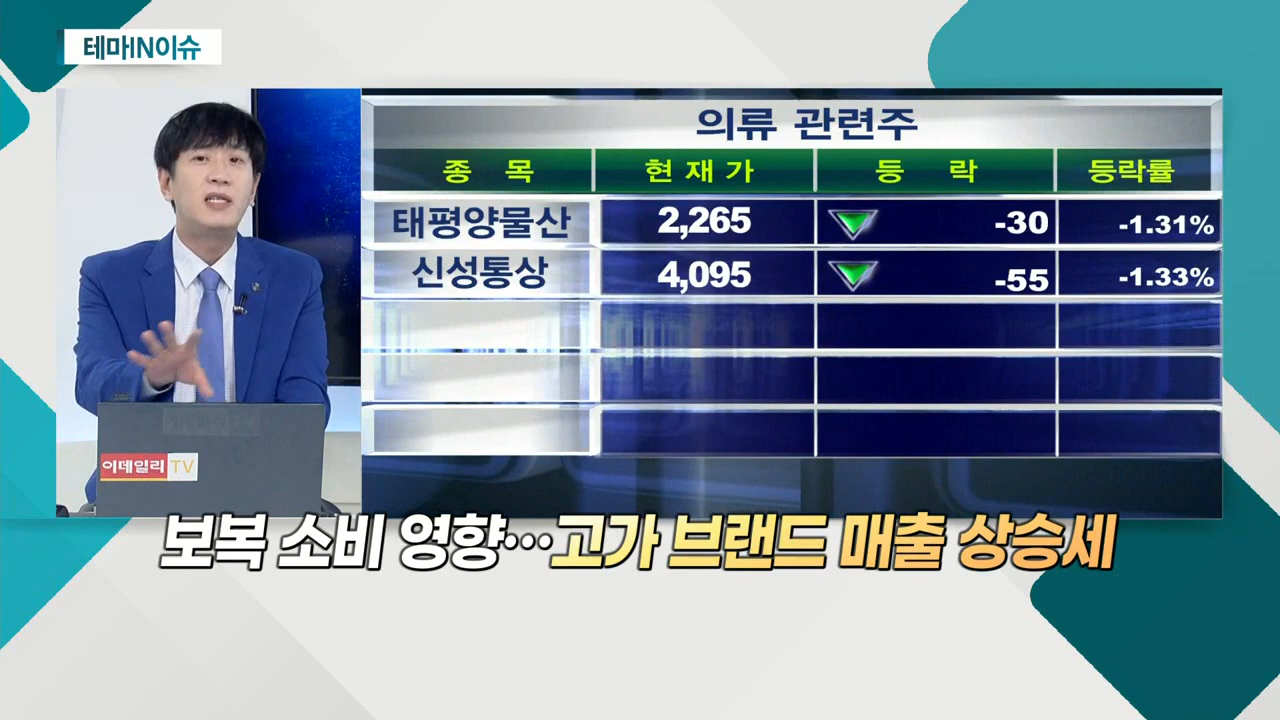 테마IN이슈
의류 관련주
종 목 현 재 가 등 락 등락률
태평양물산 2,265 -30 -1.31%
신성통상 4,095 -55 -1.33%
이데일리 TV
보복 소비 영향…고가 브랜드 매출 상승세